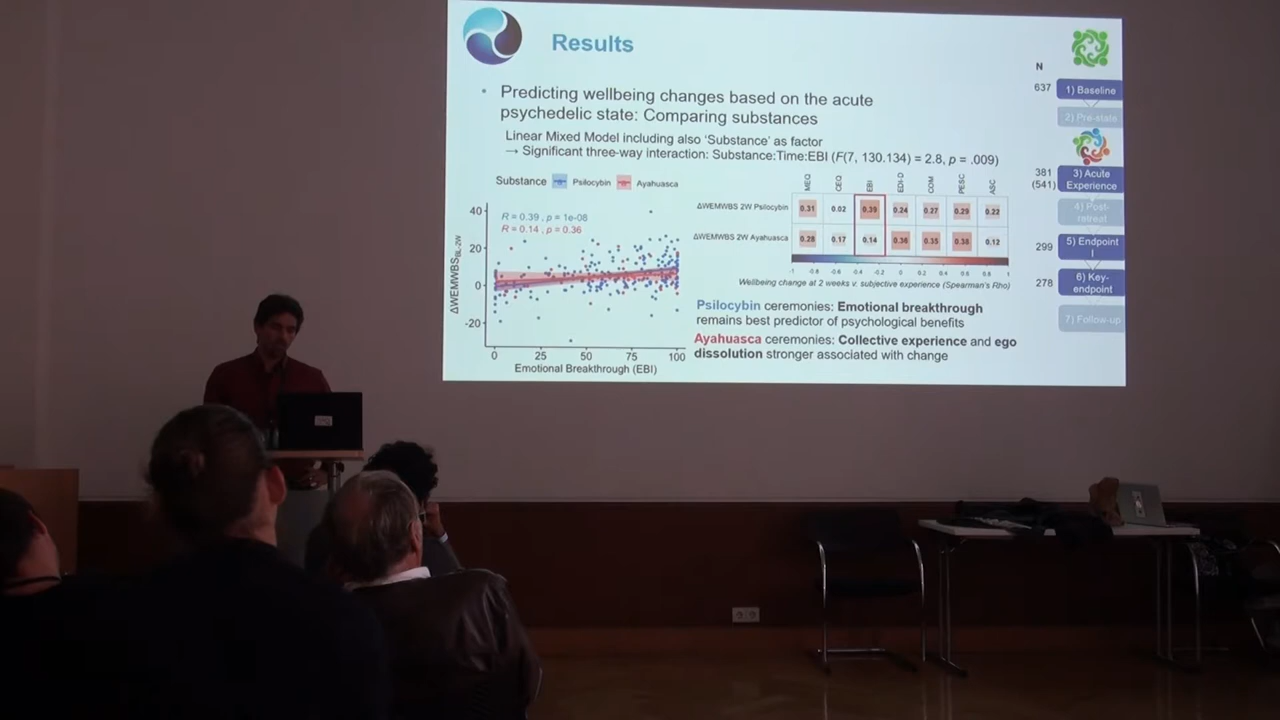 Results
• Predicting wellbeing changes based on the acute
psychedelic state: Comparing substances
Linear Mixed Model including also ‘Substance’ as factor
→ Significant three-way interaction: Substance:Time:EBI (F(7, 130.134) = 2.8, p = .009)
Substance Psilocybin Ayahuasca
R = 0.39 , p = 1e-08
R = 0.14 , p = 0.36
40
20
0
-20
ΔWEMWBS BL-2W
0 25 50 75 100
Emotional Breakthrough (EBI)
MEQ CEQ EBI EDI-D COM PESC ASC
ΔWEMWBS 2W Psilocybin 0.31 0.02 0.39 0.24 0.27 0.29 0.22
ΔWEMWBS 2W Ayahuasca 0.28 0.17 0.14 0.36 0.35 0.38 0.12
-1 -0.8 -0.6 -0.4 -0.2 0 0.2 0.4 0.6 0.8 1
Wellbeing change at 2 weeks v. subjective experience (Spearman's Rho)
Psilocybin ceremonies: Emotional breakthrough
remains best predictor of psychological benefits
Ayahuasca ceremonies: Collective experience and ego
dissolution stronger associated with change
N
637 1) Baseline
2) Pre-state
381
(541)
3) Acute
Experience
4) Post-
retreat
299 5) Endpoint
I
278 6) Key-
endpoint
7) Follow-up